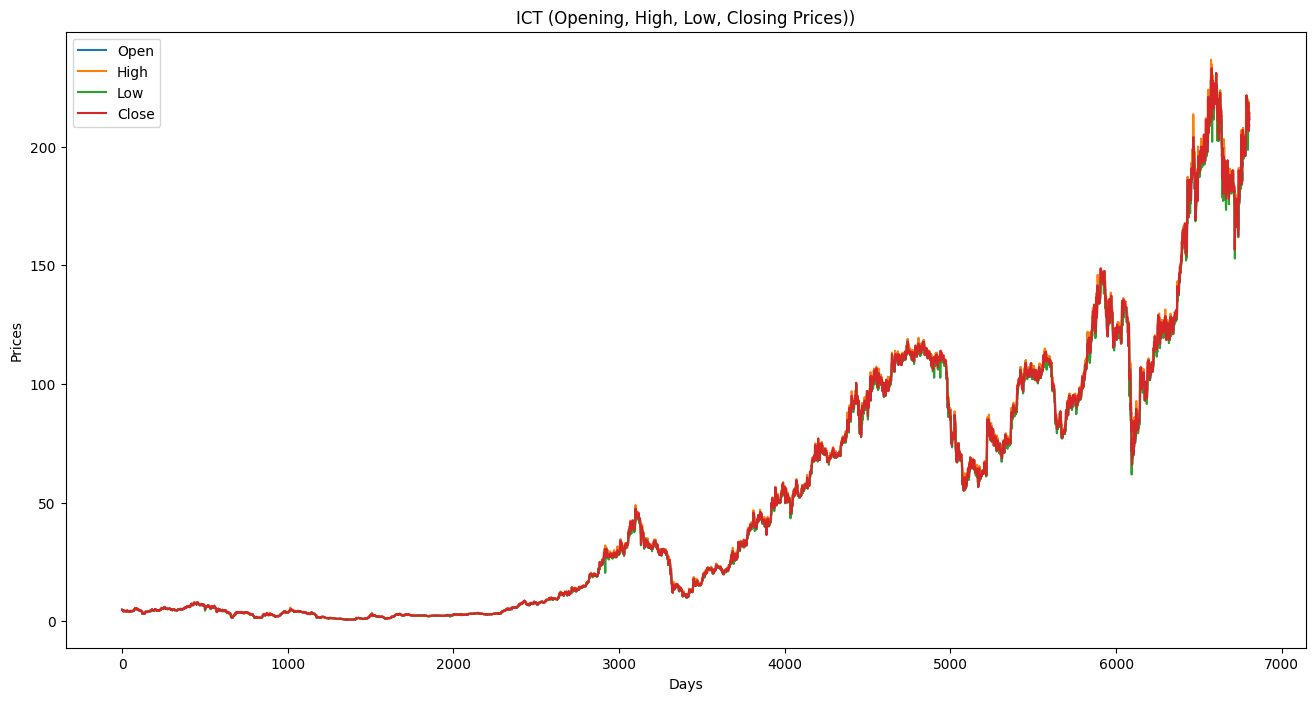 ICT (Opening, High, Low, Closing Prices))
Open
High
Low
Close
Prices
200
150
100
50
0
0 1000 2000 3000 4000 5000 6000 7000
Days